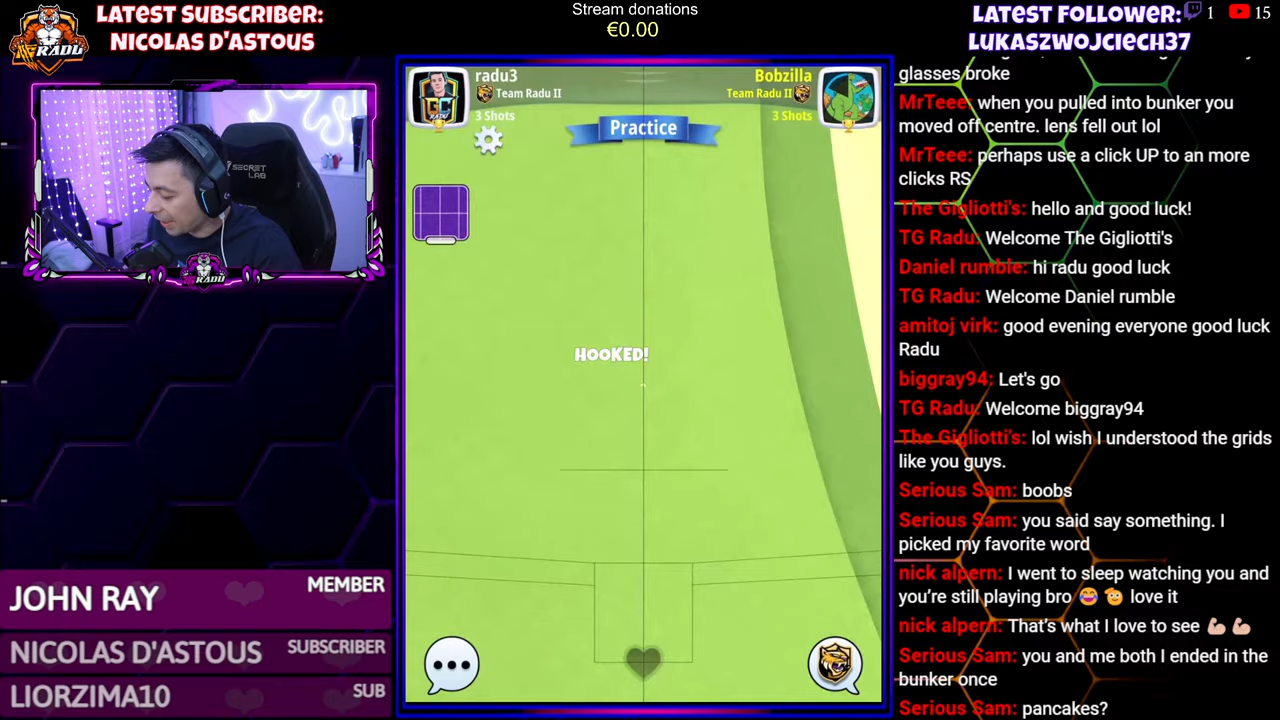 LATEST SUBSCRIBER:
NICOLAS D'ASTOUS
RADU
Stream donations
€0.00
LATEST FOLLOWER:
1
15
LUKASZWOJCIECH37
SECRET
LAB
RADU
JOHN RAY
MEMBER
NICOLAS D'ASTOUS
SUBSCRIBER
LIORZIMA10
SUB
GC
RADU
radu3
Team Radu II
3 Shots
Bobzilla
Team Radu II
3 Shots
Practice
HOOKED!
glasses broke
MrTeee: when you pulled into bunker you
moved off centre. lens fell out lol
MrTeee: perhaps use a click UP to an more
clicks RS
The Gigliotti's: hello and good luck!
TG Radu: Welcome The Gigliotti's
Daniel rumble: hi radu good luck
TG Radu: Welcome Daniel rumble
amitoj virk: good evening everyone good luck
Radu
biggray94: Let's go
TG Radu: Welcome biggray94
The Gigliotti's: lol wish I understood the grids
like you guys.
Serious Sam: boobs
Serious Sam: you said say something. I
picked my favorite word
nick alpern: I went to sleep watching you and
you're still playing bro 😂 🫡 love it
nick alpern: That's what I love to see 💪🏼 💪🏼
Serious Sam: you and me both I ended in the
bunker once
Serious Sam: pancakes?